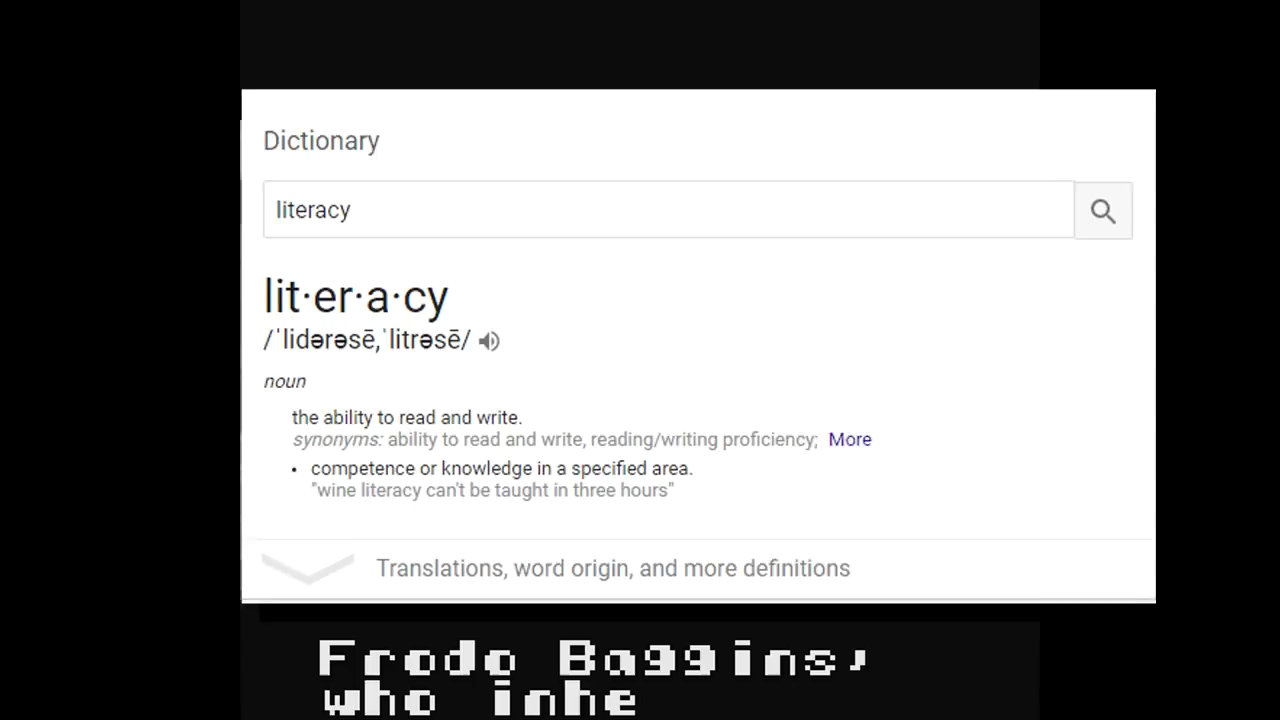 Dictionary
literacy
lit·er·a·cy
/ˈlidərəsē,ˈlitrəsē/
noun
the ability to read and write.
synonyms: ability to read and write, reading/writing proficiency; More
• competence or knowledge in a specified area.
"wine literacy can't be taught in three hours"
Translations, word origin, and more definitions
Frodo Baggins,
who inhe